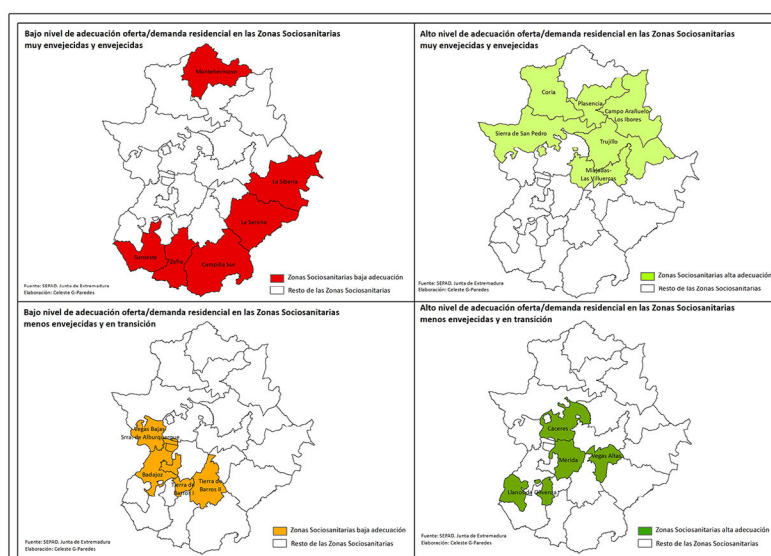 Bajo nivel de adecuación oferta/demanda residencial en las Zonas Sociosanitarias
muy envejecidas y envejecidas
Montehermoso
La Siberia
La Serena
Suroeste
Zafra
Campiña Sur
Zonas Sociosanitarias baja adecuación
Resto de las Zonas Sociosanitarias
Fuente: SEPAD. Junta de Extremadura
Elaboración: Celeste G-Paredes
Alto nivel de adecuación oferta/demanda residencial en las Zonas Sociosanitarias
muy envejecidas y envejecidas
Coria
Plasencia
Campo Arañuelo
Los Ibores
Sierra de San Pedro
Trujillo
Miajadas-
Las Villuercas
Zonas Sociosanitarias alta adecuación
Resto de las Zonas Sociosanitarias
Fuente: SEPAD. Junta de Extremadura
Elaboración: Celeste G-Paredes
Bajo nivel de adecuación oferta/demanda residencial en las Zonas Sociosanitarias
menos envejecidas y en transición
Vegas Bajas
Srra. de Alburquerque
Badajoz
Tierra de
Barros I
Tierra de
Barros II
Zonas Sociosanitarias baja adecuación
Resto de las Zonas Sociosanitarias
Fuente: SEPAD. Junta de Extremadura
Elaboración: Celeste G-Paredes
Alto nivel de adecuación oferta/demanda residencial en las Zonas Sociosanitarias
menos envejecidas y en transición
Cáceres
Mérida
Vegas Altas
Llanos de Olivenza
Zonas Sociosanitarias alta adecuación
Resto de las Zonas Sociosanitarias
Fuente: SEPAD. Junta de Extremadura
Elaboración: Celeste G-Paredes